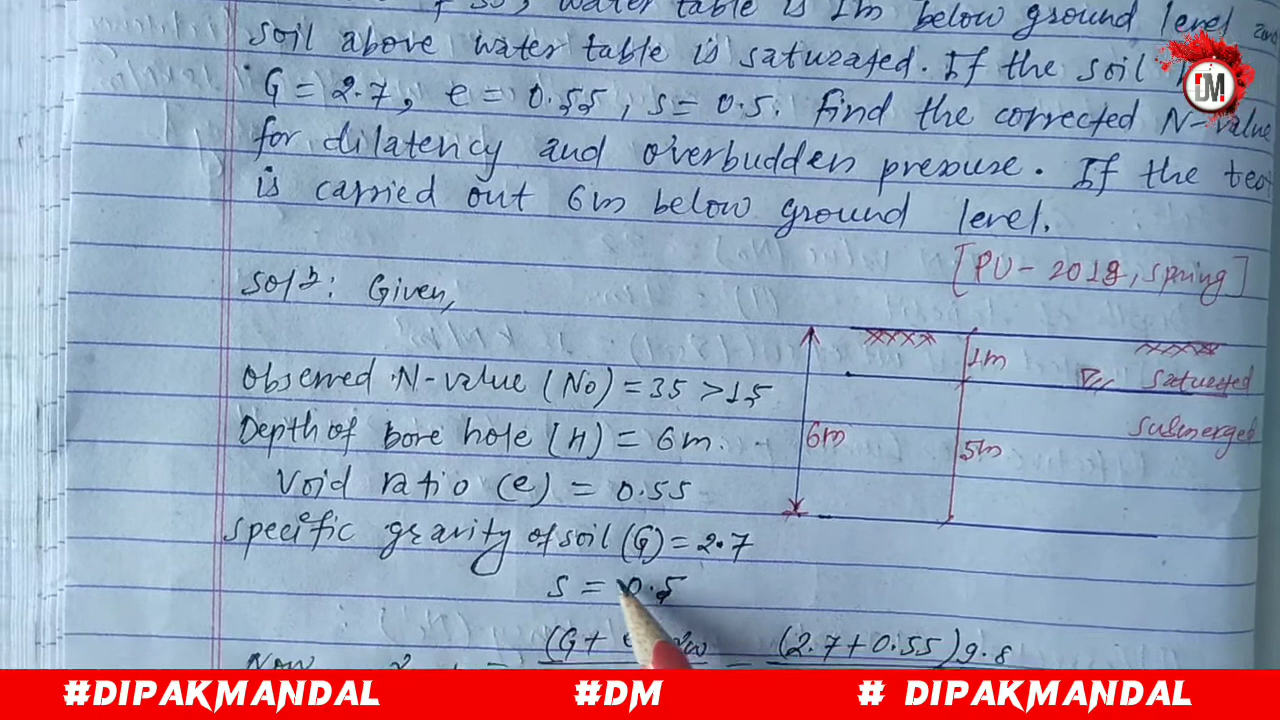 water table is 1m below ground level and
soil above water table is saturated. If the soil
G = 2.7, e = 0.55, s = 0.5. Find the corrected N-value
for dilatency and overbudden presure. If the test
is carried out 6m below ground level.
[PU-2018, spring]
Given,
Observed N-value (No) = 35 > 15
Depth of bore hole (H) = 6m.
Void ratio (e) = 0.55
specific gravity of soil (G) = 2.7
s = 0.5
(2.7+0.55)9.8
Now
1m
6m
5m
saturated
submerged
DM
#DIPAKMANDAL #DM # DIPAKMANDAL